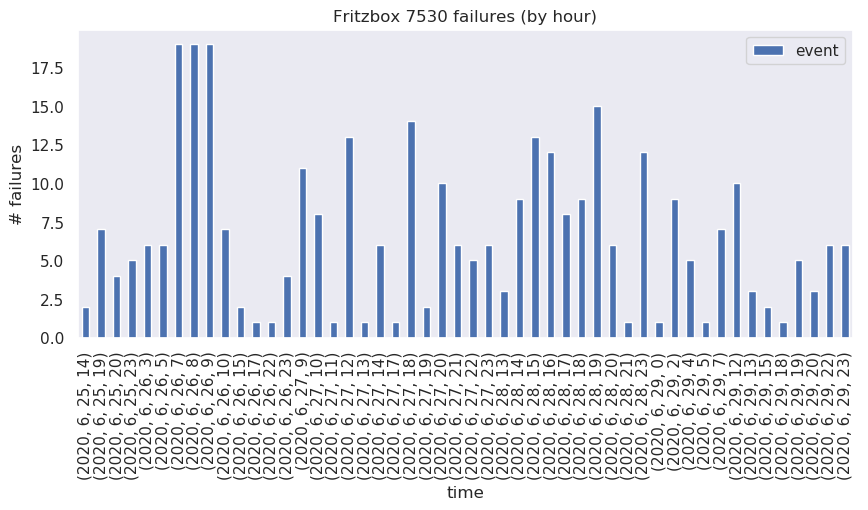 Fritzbox 7530 failures (by hour)
event
# failures
17.5
15.0
12.5
10.0
7.5
5.0
2.5
0.0
(2020, 6, 25, 14)
(2020, 6, 25, 19)
(2020, 6, 25, 20)
(2020, 6, 25, 23)
(2020, 6, 26, 3)
(2020, 6, 26, 5)
(2020, 6, 26, 7)
(2020, 6, 26, 8)
(2020, 6, 26, 9)
(2020, 6, 26, 10)
(2020, 6, 26, 15)
(2020, 6, 26, 17)
(2020, 6, 26, 22)
(2020, 6, 26, 23)
(2020, 6, 27, 9)
(2020, 6, 27, 10)
(2020, 6, 27, 11)
(2020, 6, 27, 12)
(2020, 6, 27, 13)
(2020, 6, 27, 14)
(2020, 6, 27, 17)
(2020, 6, 27, 18)
(2020, 6, 27, 19)
(2020, 6, 27, 20)
(2020, 6, 27, 21)
(2020, 6, 27, 22)
(2020, 6, 27, 23)
(2020, 6, 28, 13)
(2020, 6, 28, 14)
(2020, 6, 28, 15)
(2020, 6, 28, 16)
(2020, 6, 28, 17)
(2020, 6, 28, 18)
(2020, 6, 28, 19)
(2020, 6, 28, 20)
(2020, 6, 28, 21)
(2020, 6, 28, 23)
(2020, 6, 29, 0)
(2020, 6, 29, 2)
(2020, 6, 29, 4)
(2020, 6, 29, 5)
(2020, 6, 29, 7)
(2020, 6, 29, 12)
(2020, 6, 29, 13)
(2020, 6, 29, 15)
(2020, 6, 29, 18)
(2020, 6, 29, 19)
(2020, 6, 29, 20)
(2020, 6, 29, 22)
(2020, 6, 29, 23)
time